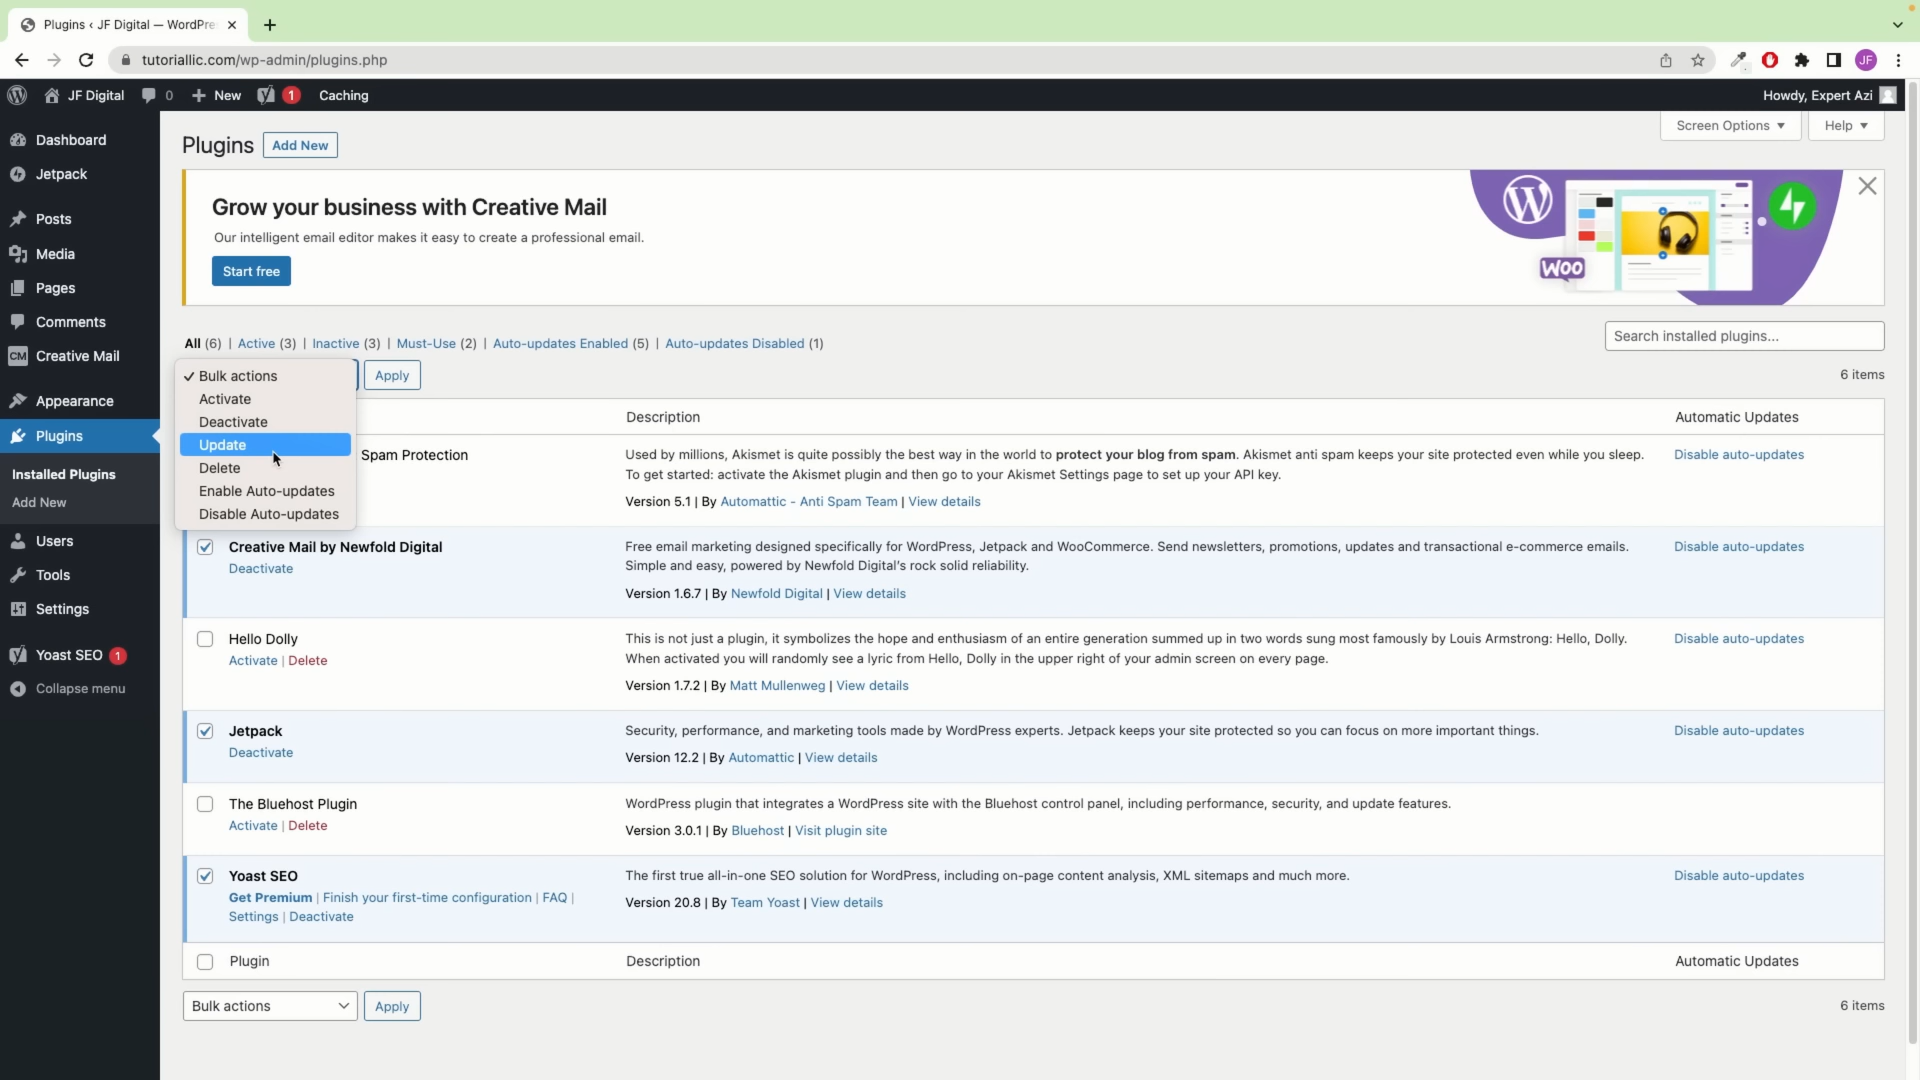 Plugins ‹ JF Digital — WordPre
tutoriallic.com/wp-admin/plugins.php
JF
JF Digital
0
New
1
Caching
Howdy, Expert Azi
Dashboard
Jetpack
Posts
Media
Pages
Comments
CM Creative Mail
Appearance
Plugins
Installed Plugins
Add New
Users
Tools
Settings
Yoast SEO 1
Collapse menu
Plugins Add New
Screen Options
Help
Grow your business with Creative Mail
Our intelligent email editor makes it easy to create a professional email.
Start free
WOO
All (6) | Active (3) | Inactive (3) | Must-Use (2) | Auto-updates Enabled (5) | Auto-updates Disabled (1)
Search installed plugins...
✓ Bulk actions
Activate
Deactivate
Update
Delete
Enable Auto-updates
Disable Auto-updates
Apply
6 items
Description
Automatic Updates
Spam Protection
Used by millions, Akismet is quite possibly the best way in the world to protect your blog from spam. Akismet anti spam keeps your site protected even while you sleep.
To get started: activate the Akismet plugin and then go to your Akismet Settings page to set up your API key.
Version 5.1 | By Automattic - Anti Spam Team | View details
Disable auto-updates
Creative Mail by Newfold Digital
Deactivate
Free email marketing designed specifically for WordPress, Jetpack and WooCommerce. Send newsletters, promotions, updates and transactional e-commerce emails.
Simple and easy, powered by Newfold Digital's rock solid reliability.
Version 1.6.7 | By Newfold Digital | View details
Disable auto-updates
Hello Dolly
Activate | Delete
This is not just a plugin, it symbolizes the hope and enthusiasm of an entire generation summed up in two words sung most famously by Louis Armstrong: Hello, Dolly.
When activated you will randomly see a lyric from Hello, Dolly in the upper right of your admin screen on every page.
Version 1.7.2 | By Matt Mullenweg | View details
Disable auto-updates
Jetpack
Deactivate
Security, performance, and marketing tools made by WordPress experts. Jetpack keeps your site protected so you can focus on more important things.
Version 12.2 | By Automattic | View details
Disable auto-updates
The Bluehost Plugin
Activate | Delete
WordPress plugin that integrates a WordPress site with the Bluehost control panel, including performance, security, and update features.
Version 3.0.1 | By Bluehost | Visit plugin site
Yoast SEO
Get Premium | Finish your first-time configuration | FAQ |
Settings | Deactivate
The first true all-in-one SEO solution for WordPress, including on-page content analysis, XML sitemaps and much more.
Version 20.8 | By Team Yoast | View details
Disable auto-updates
Plugin
Description
Automatic Updates
Bulk actions
Apply
6 items